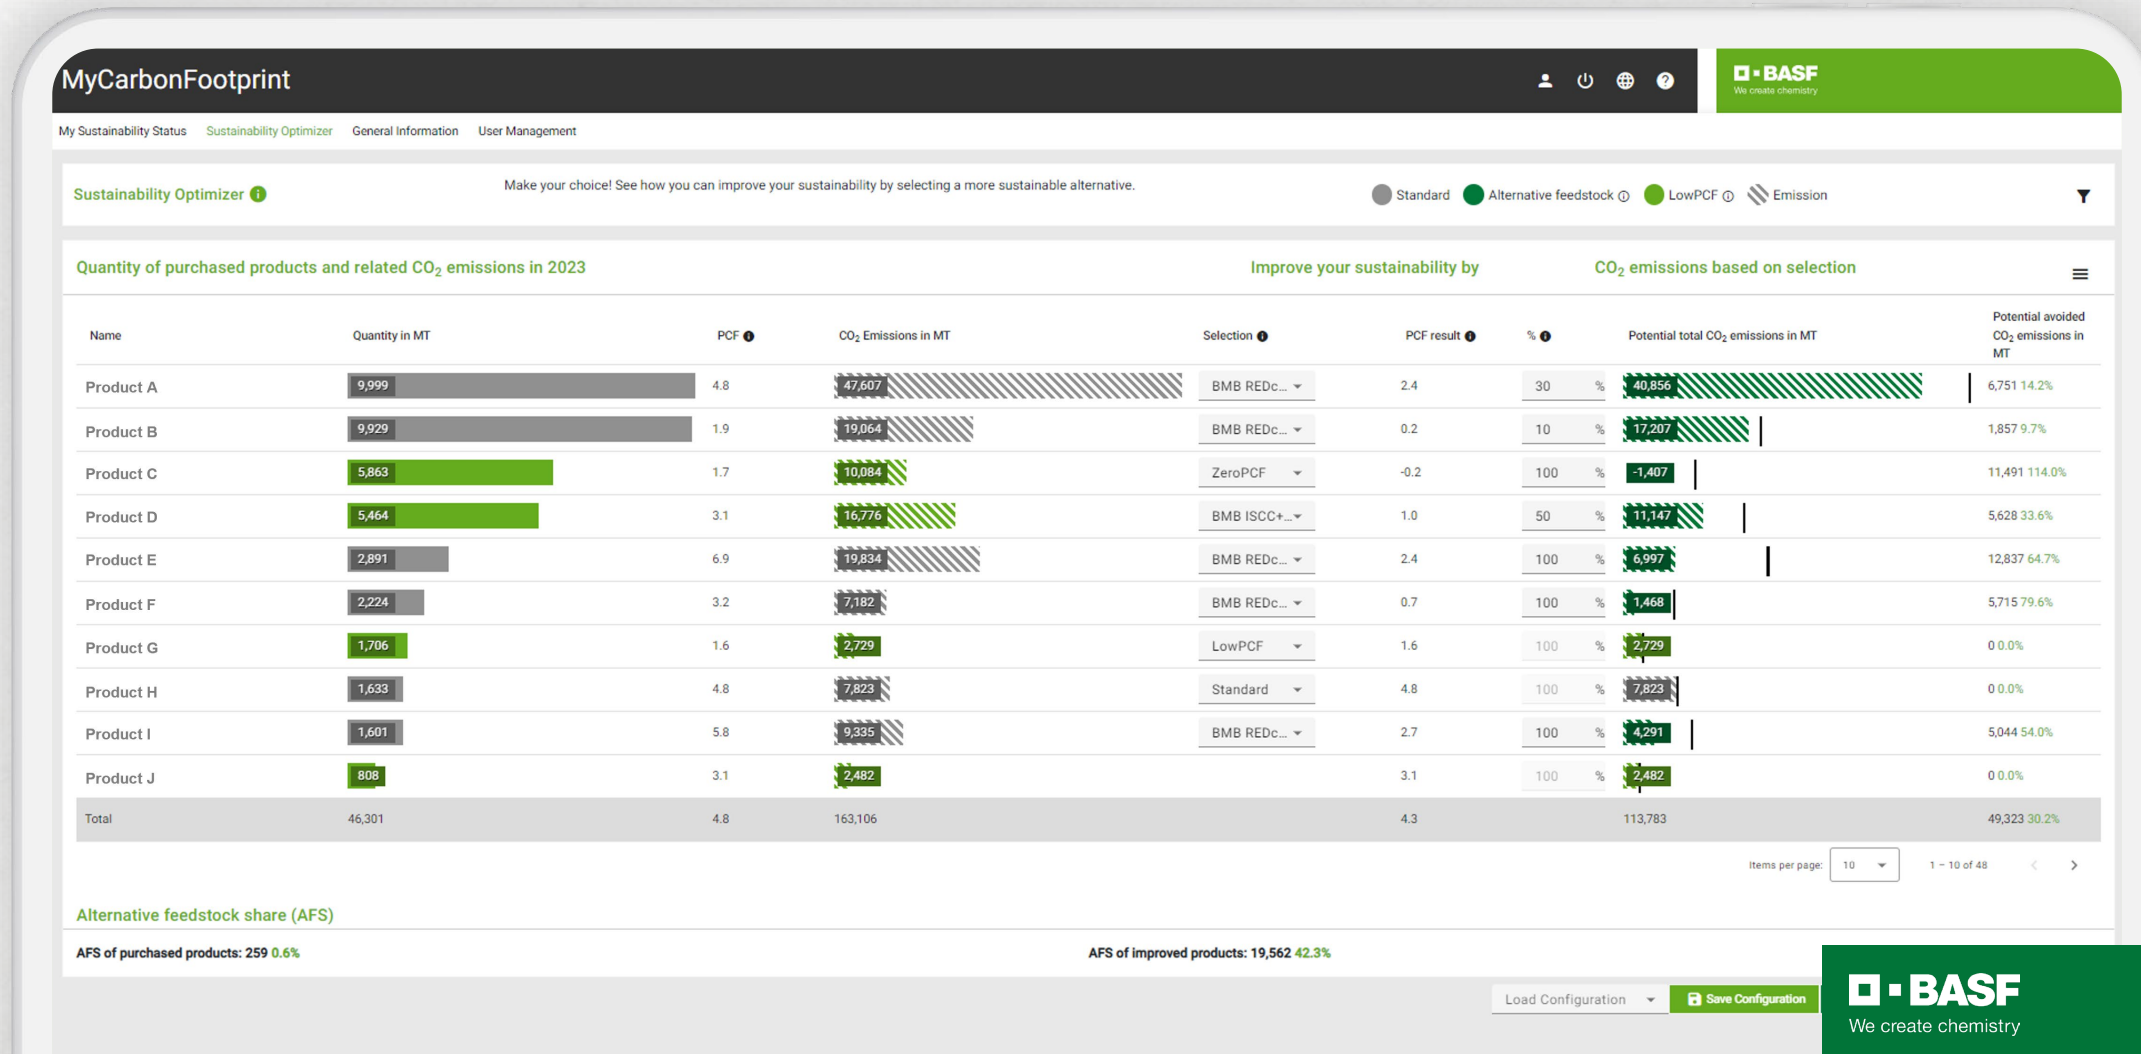 MyCarbonFootprint
BASF
We create chemistry
My Sustainability Status Sustainability Optimizer General Information User Management
Sustainability Optimizer
Make your choice! See how you can improve your sustainability by selecting a more sustainable alternative.
Standard Alternative feedstock LowPCF Emission
Quantity of purchased products and related CO₂ emissions in 2023 Improve your sustainability by CO₂ emissions based on selection
Name Quantity in MT PCF CO₂ Emissions in MT Selection PCF result % Potential total CO₂ emissions in MT Potential avoided
CO₂ emissions in
MT
Product A 9,999 4.8 47,607 BMB REDc... 2.4 30 % 40,856 6,751 14.2%
Product B 9,929 1.9 19,064 BMB REDc... 0.2 10 % 17,207 1,857 9.7%
Product C 5,863 1.7 10,084 ZeroPCF -0.2 100 % -1,407 11,491 114.0%
Product D 5,464 3.1 16,776 BMB ISCC+... 1.0 50 % 11,147 5,628 33.6%
Product E 2,891 6.9 19,834 BMB REDc... 2.4 100 % 6,997 12,837 64.7%
Product F 2,224 3.2 7,182 BMB REDc... 0.7 100 % 1,468 5,715 79.6%
Product G 1,706 1.6 2,729 LowPCF 1.6 100 % 2,729 0 0.0%
Product H 1,633 4.8 7,823 Standard 4.8 100 % 7,823 0 0.0%
Product I 1,601 5.8 9,335 BMB REDc... 2.7 100 % 4,291 5,044 54.0%
Product J 808 3.1 2,482 3.1 100 % 2,482 0 0.0%
Total 46,301 4.8 163,106 4.3 113,783 49,323 30.2%
Items per page: 10 1 – 10 of 48
Alternative feedstock share (AFS)
AFS of purchased products: 259 0.6% AFS of improved products: 19,562 42.3%
Load Configuration Save Configuration
BASF
We create chemistry